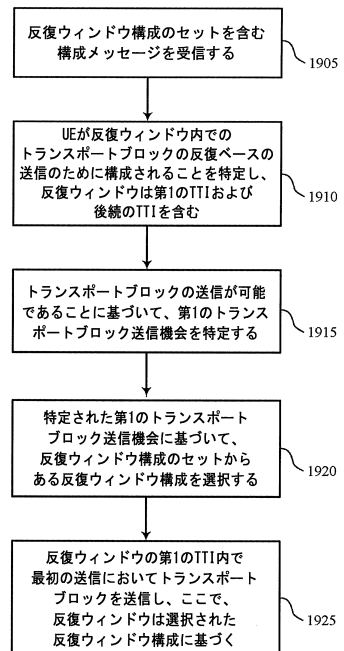 反復ウィンドウ構成のセットを含む
構成メッセージを受信する
1905
UEが反復ウィンドウ内での
トランスポートブロックの反復ベースの
送信のために構成されることを特定し、
反復ウィンドウは第1のTTIおよび
後続のTTIを含む
1910
トランスポートブロックの送信が可能
であることに基づいて、第1のトランス
ポートブロック送信機会を特定する
1915
特定された第1のトランスポート
ブロック送信機会に基づいて、
反復ウィンドウ構成のセットから
ある反復ウィンドウ構成を選択する
1920
反復ウィンドウの第1のTTI内で
最初の送信においてトランスポート
ブロックを送信し、ここで、
反復ウィンドウは選択された
反復ウィンドウ構成に基づく
1925